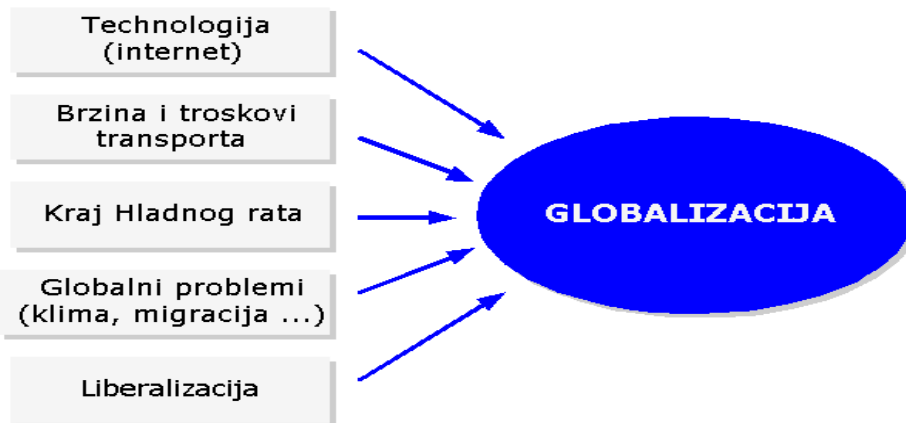 Technologija
(internet)
Brzina i troskovi
transporta
Kraj Hladnog rata
Globalni problemi
(klima, migracija ...)
Liberalizacija
GLOBALIZACIJA